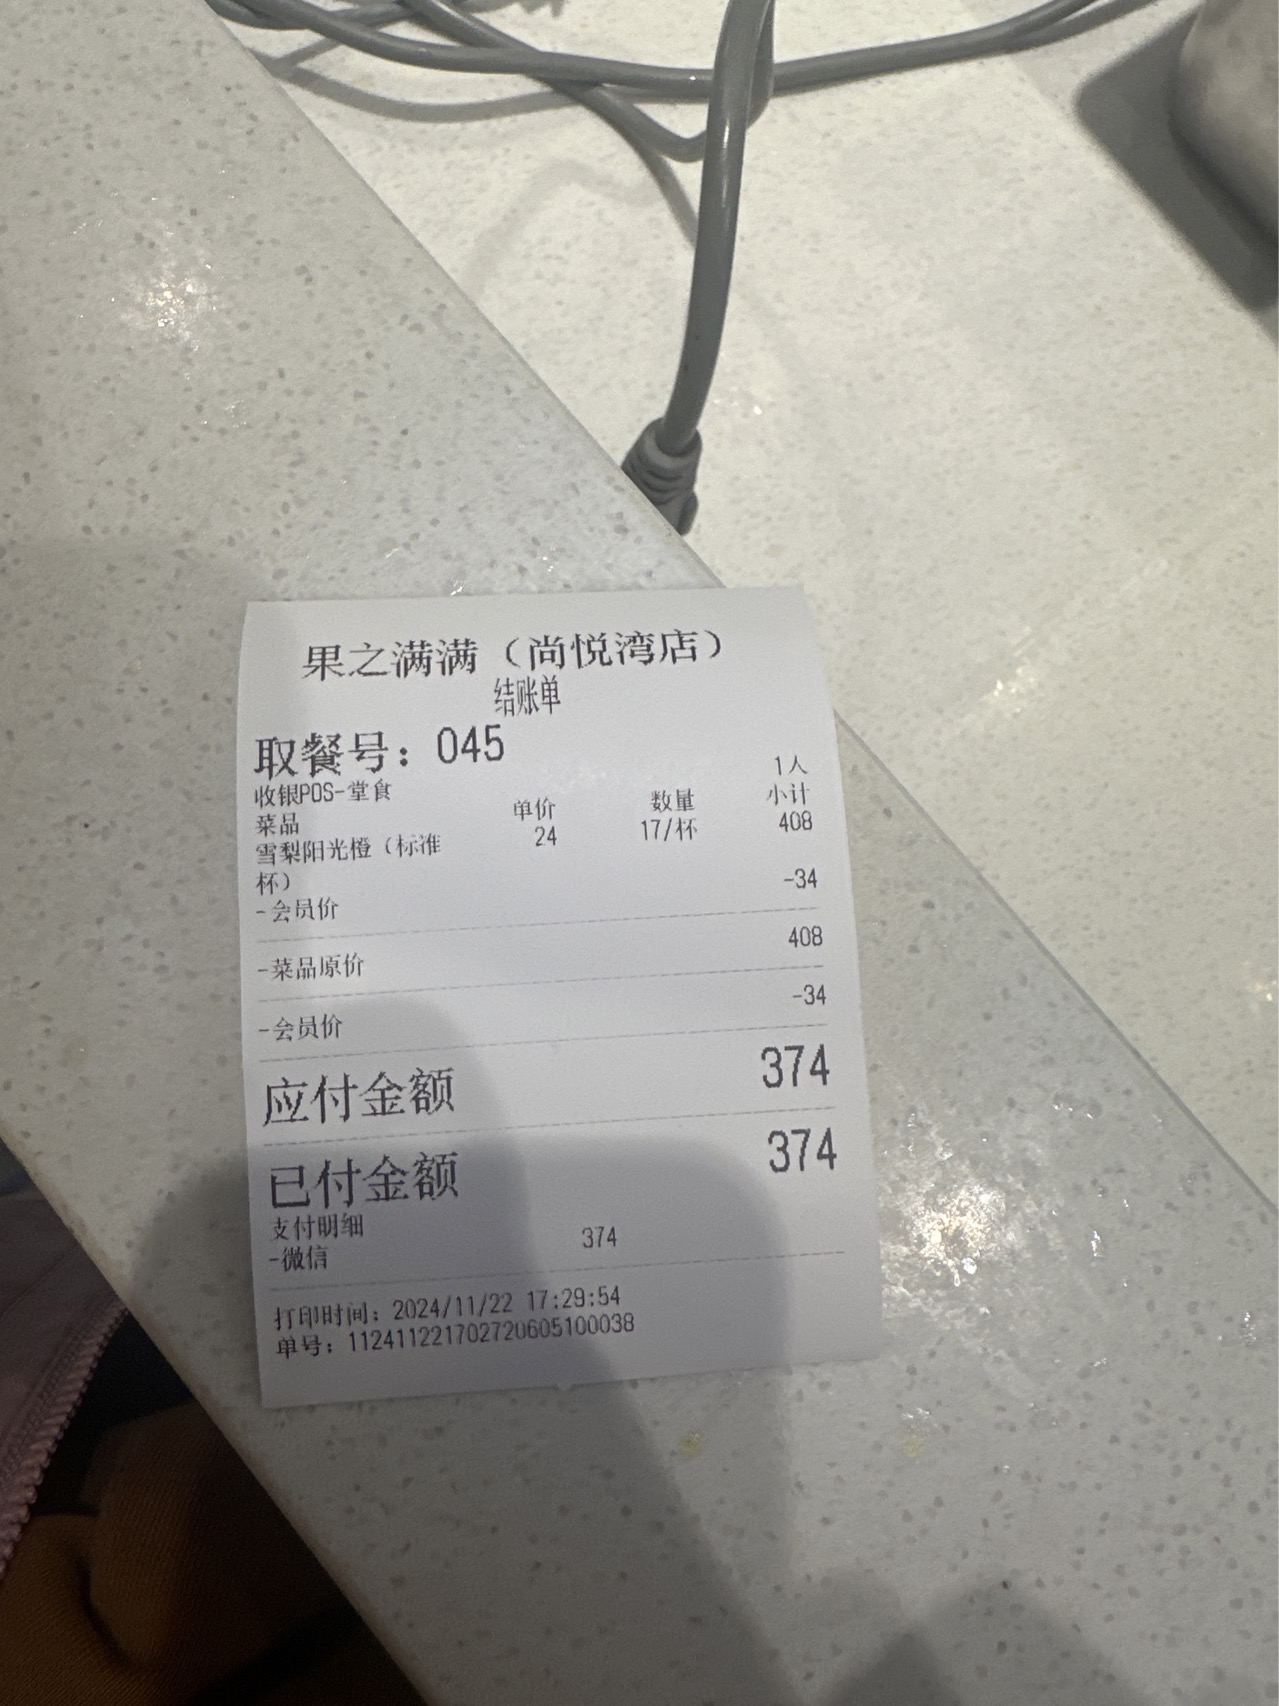 果之满满（尚悦湾店）
结账单
取餐号：045
1人
收银POS-堂食
菜品 单价 数量 小计
雪梨阳光橙（标准 24 17/杯 408
杯）
-会员价 -34
-菜品原价 408
-会员价 -34
应付金额 374
已付金额 374
支付明细
-微信 374
打印时间：2024/11/22 17:29:54
单号：1124112217027206051​00038